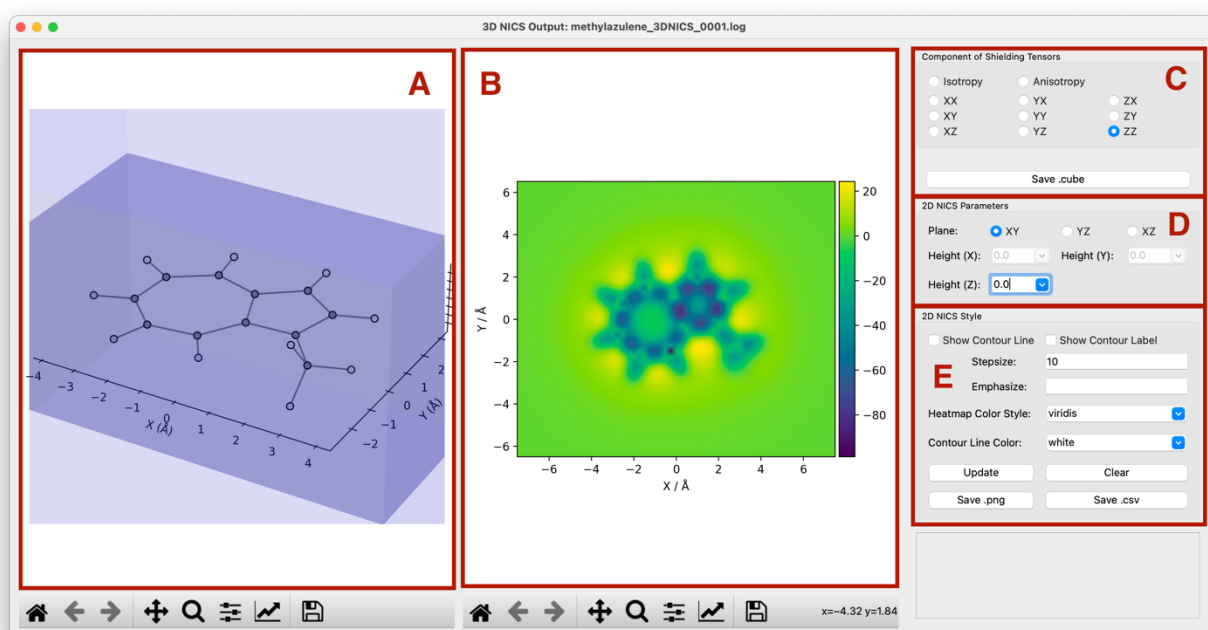 3D NICS Output: methylazulene_3DNICS_0001.log
A
−4
−3
−2
−1
0
1
2
3
4
X (Å)
−2
−1
0
1
2
Y (Å)
B
6
4
2
0
−2
−4
−6
Y / Å
−6 −4 −2 0 2 4 6
X / Å
20
0
−20
−40
−60
−80
x=−4.32 y=1.84
Component of Shielding Tensors
C
Isotropy Anisotropy
XX YX ZX
XY YY ZY
XZ YZ ZZ
Save .cube
2D NICS Parameters
D
Plane: XY YZ XZ
Height (X): 0.0 Height (Y): 0.0
Height (Z): 0.0
2D NICS Style
Show Contour Line Show Contour Label
E
Stepsize: 10
Emphasize:
Heatmap Color Style: viridis
Contour Line Color: white
Update Clear
Save .png Save .csv